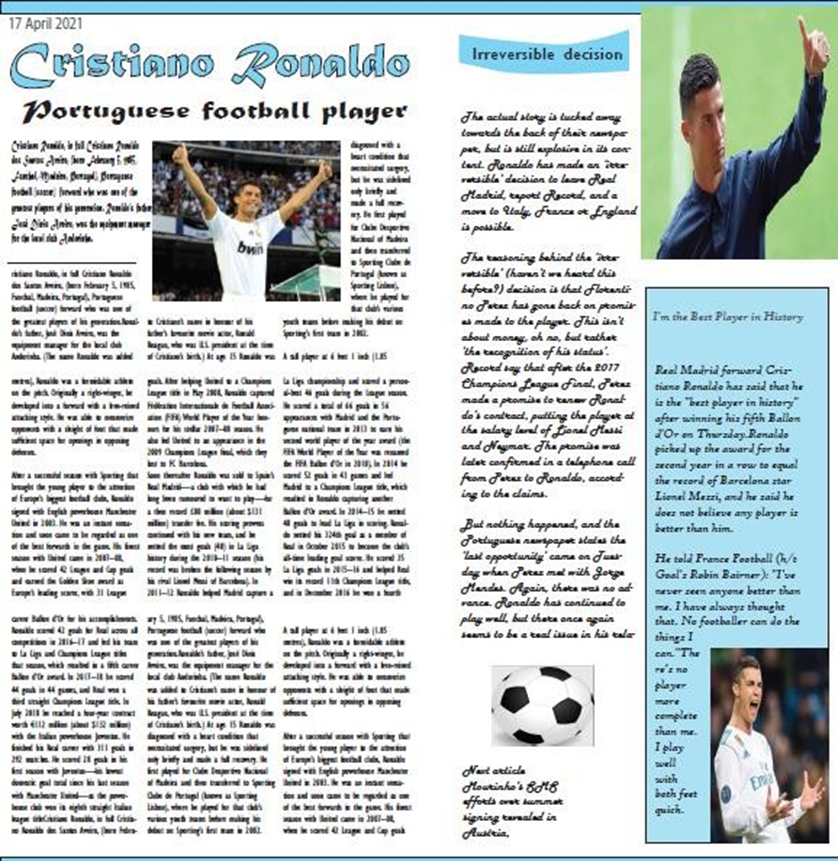 17 April 2021
Cristiano Ronaldo
Portuguese football player
Cristiano Ronaldo, in full Cristiano Ronaldo
dos Santos Aveiro, (born February 5, 1985,
Funchal, Madeira, Portugal), Portuguese
football (soccer) forward who was one of the
greatest players of his generation. Ronaldo's father,
José Dinis Aveiro, was the equipment manager
for the local club Andorinha.
ristiano Ronaldo, in full Cristiano Ronaldo
dos Santos Aveiro, (born February 5, 1985,
Funchal, Madeira, Portugal), Portuguese
football (soccer) forward who was one of
the greatest players of his generation.Ronal-
do's father, José Dinis Aveiro, was the
equipment manager for the local club
Andorinha. (The name Ronaldo was added
to Cristiano's name in honour of his
father's favourite movie actor, Ronald
Reagan, who was U.S. president at the time
of Cristiano's birth.) At age 15 Ronaldo was
diagnosed with a
heart condition that
necessitated surgery,
but he was sidelined
only briefly and
made a full recov-
ery. He first played
for Clube Desportivo
Nacional of Madeira
and then transferred
to Sporting Clube de
Portugal (known as
Sporting Lisbon),
where he played for
that club's various
youth teams before making his debut on
Sporting's first team in 2002.
A tall player at 6 feet 1 inch (1.85
metres), Ronaldo was a formidable athlete
on the pitch. Originally a right-winger, he
developed into a forward with a free-reined
attacking style. He was able to mesmerize
opponents with a sleight of foot that made
sufficient space for openings in opposing
defenses.
After a successful season with Sporting that
brought the young player to the attention
of Europe's biggest football clubs, Ronaldo
signed with English powerhouse Manchester
United in 2003. He was an instant sensa-
tion and soon came to be regarded as one
of the best forwards in the game. His finest
season with United came in 2007–08,
when he scored 42 League and Cup goals
and earned the Golden Shoe award as
Europe's leading scorer, with 31 League
goals. After helping United to a Champions
League title in May 2008, Ronaldo captured
Fédération Internationale de Football Associ-
ation (FIFA) World Player of the Year hon-
ours for his stellar 2007–08 season. He
also led United to an appearance in the
2009 Champions League final, which they
lost to FC Barcelona.
Soon thereafter Ronaldo was sold to Spain's
Real Madrid—a club with which he had
long been rumoured to want to play—for
a then record £80 million (about $131
million) transfer fee. His scoring prowess
continued with his new team, and he
netted the most goals (40) in La Liga
history during the 2010–11 season (his
record was broken the following season by
his rival Lionel Messi of Barcelona). In
2011–12 Ronaldo helped Madrid capture a
La Liga championship and scored a person-
al-best 46 goals during the League season.
He scored a total of 66 goals in 56
appearances with Madrid and the Portu-
guese national team in 2013 to earn his
second world player of the year award (the
FIFA World Player of the Year was renamed
the FIFA Ballon d'Or in 2010). In 2014 he
scored 52 goals in 43 games and led
Madrid to a Champions League title, which
resulted in Ronaldo capturing another
Ballon d'Or award. In 2014–15 he netted
48 goals to lead La Liga in scoring. Ronal-
do netted his 324th goal as a member of
Real in October 2015 to become the club's
all-time leading goal scorer. He scored 35
La Liga goals in 2015–16 and helped Real
win its record 11th Champions League title,
and in December 2016 he won a fourth
career Ballon d'Or for his accomplishments.
Ronaldo scored 42 goals for Real across all
competitions in 2016–17 and led his team
to La Liga and Champions League titles
that season, which resulted in a fifth career
Ballon d'Or award. In 2017–18 he scored
44 goals in 44 games, and Real won a
third straight Champions League title. In
July 2018 he reached a four-year contract
worth €112 million (about $132 million)
with the Italian powerhouse Juventus. He
finished his Real career with 311 goals in
292 matches. He scored 28 goals in his
first season with Juventus—his lowest
domestic goal total since his last season
with Manchester United—as the power-
house club won its eighth straight Italian
league titleCristiano Ronaldo, in full Cristia-
no Ronaldo dos Santos Aveiro, (born Febru-
ary 5, 1985, Funchal, Madeira, Portugal),
Portuguese football (soccer) forward who
was one of the greatest players of his
generation.Ronaldo's father, José Dinis
Aveiro, was the equipment manager for the
local club Andorinha. (The name Ronaldo
was added to Cristiano's name in honour of
his father's favourite movie actor, Ronald
Reagan, who was U.S. president at the time
of Cristiano's birth.) At age 15 Ronaldo was
diagnosed with a heart condition that
necessitated surgery, but he was sidelined
only briefly and made a full recovery. He
first played for Clube Desportivo Nacional
of Madeira and then transferred to Sporting
Clube de Portugal (known as Sporting
Lisbon), where he played for that club's
various youth teams before making his
debut on Sporting's first team in 2002.
A tall player at 6 feet 1 inch (1.85
metres), Ronaldo was a formidable athlete
on the pitch. Originally a right-winger, he
developed into a forward with a free-reined
attacking style. He was able to mesmerize
opponents with a sleight of foot that made
sufficient space for openings in opposing
defenses.
After a successful season with Sporting that
brought the young player to the attention
of Europe's biggest football clubs, Ronaldo
signed with English powerhouse Manchester
United in 2003. He was an instant sensa-
tion and soon came to be regarded as one
of the best forwards in the game. His finest
season with United came in 2007–08,
when he scored 42 League and Cup goals
bwin
Irreversible decision
The actual story is tucked away
towards the back of their newspa-
per, but is still explosive in its con-
tent. Ronaldo has made an 'irre-
versible' decision to leave Real
Madrid, report Record, and a
move to Italy, France or England
is possible.
The reasoning behind the 'irre-
versible' (haven't we heard this
before?) decision is that Florenti-
no Perez has gone back on promis-
es made to the player. This isn't
about money, oh no, but rather
'the recognition of his status'.
Record say that after the 2017
Champions League Final, Perez
made a promise to renew Ronal-
do's contract, putting the player at
the salary level of Lionel Messi
and Neymar. The promise was
later confirmed in a telephone call
from Perez to Ronaldo, accord-
ing to the claims.
But nothing happened, and the
Portuguese newspaper states the
'last opportunity' came on Tues-
day when Perez met with Jorge
Mendes. Again, there was no ad-
vance. Ronaldo has continued to
play well, but there once again
seems to be a real issue in his rela-
Next article
Mourinho's SMS
efforts over summer
signing revealed in
Austria,
I'm the Best Player in History
Real Madrid forward Cris-
tiano Ronaldo has said that he
is the "best player in history"
after winning his fifth Ballon
d'Or on Thursday.Ronaldo
picked up the award for the
second year in a row to equal
the record of Barcelona star
Lionel Mezzi, and he said he
does not believe any player is
better than him.
He told France Football (h/t
Goal's Robin Bairner): "I've
never seen anyone better than
me. I have always thought
that. No footballer can do the
things I
can."The
re's no
player
more
complete
than me.
I play
well
with
both feet
quick.